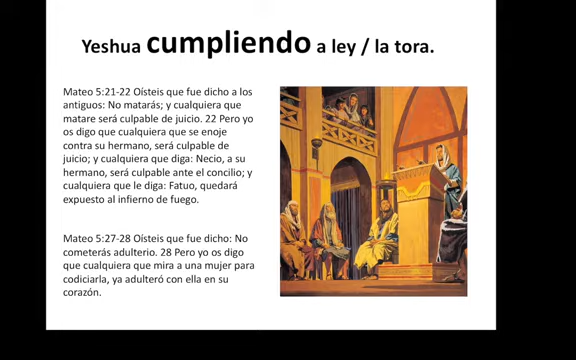 Yeshua cumpliendo a ley / la tora.
Mateo 5:21-22 Oísteis que fue dicho a los
antiguos: No matarás; y cualquiera que
matare será culpable de juicio. 22 Pero yo
os digo que cualquiera que se enoje
contra su hermano, será culpable de
juicio; y cualquiera que diga: Necio, a su
hermano, será culpable ante el concilio; y
cualquiera que le diga: Fatuo, quedará
expuesto al infierno de fuego.
Mateo 5:27-28 Oísteis que fue dicho: No
cometerás adulterio. 28 Pero yo os digo
que cualquiera que mira a una mujer para
codiciarla, ya adulteró con ella en su
corazón.